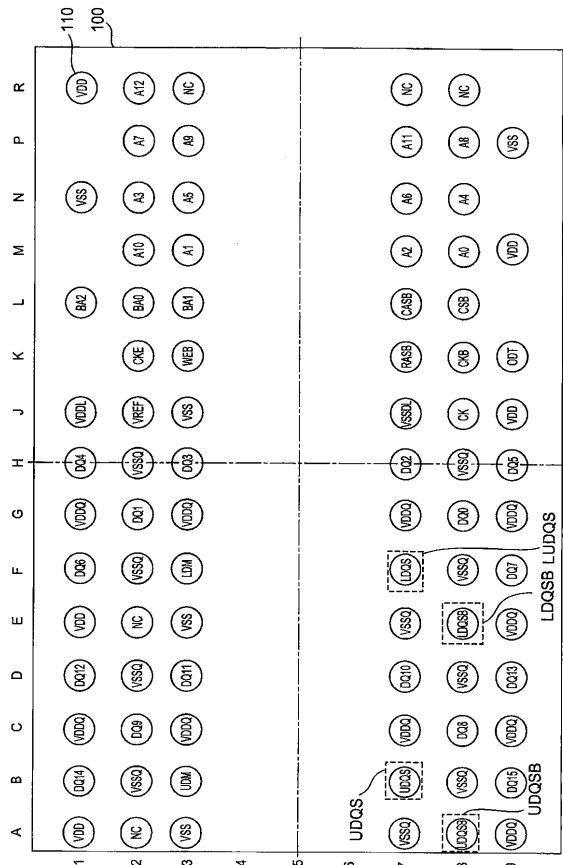 110
100
A B C D E F G H J K L M N P R
1 VDD DQ14 VDDQ DQ12 VDD DQ6 VDDQ DQ4 VDDL BA2 VSS VDD
2 NC VSSQ DQ9 VSSQ NC VSSQ DQ1 VSSQ VREF CKE BA0 A10 A3 A7 A12
3 VSS UDM VDDQ DQ11 VSS LDM VDDQ DQ3 VSS WEB BA1 A1 A5 A9 NC
4
5
6
7 VSSQ UDQS VDDQ DQ10 VSSQ LDQS VDDQ DQ2 VSSDL RASB CASB A2 A6 A11 NC
8 UDQSB VSSQ DQ8 VSSQ LDQSB VSSQ DQ0 VSSQ CK CKB CSB A0 A4 A8 NC
9 VDDQ DQ15 VDDQ DQ13 VDDQ DQ7 VDDQ DQ5 VDD ODT VDD VSS
UDQS
UDQSB
LDQSB LUDQS